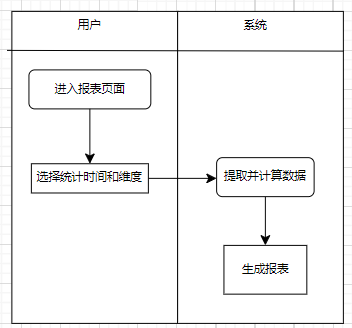 用户
系统
进入报表页面
选择统计时间和维度
提取并计算数据
生成报表